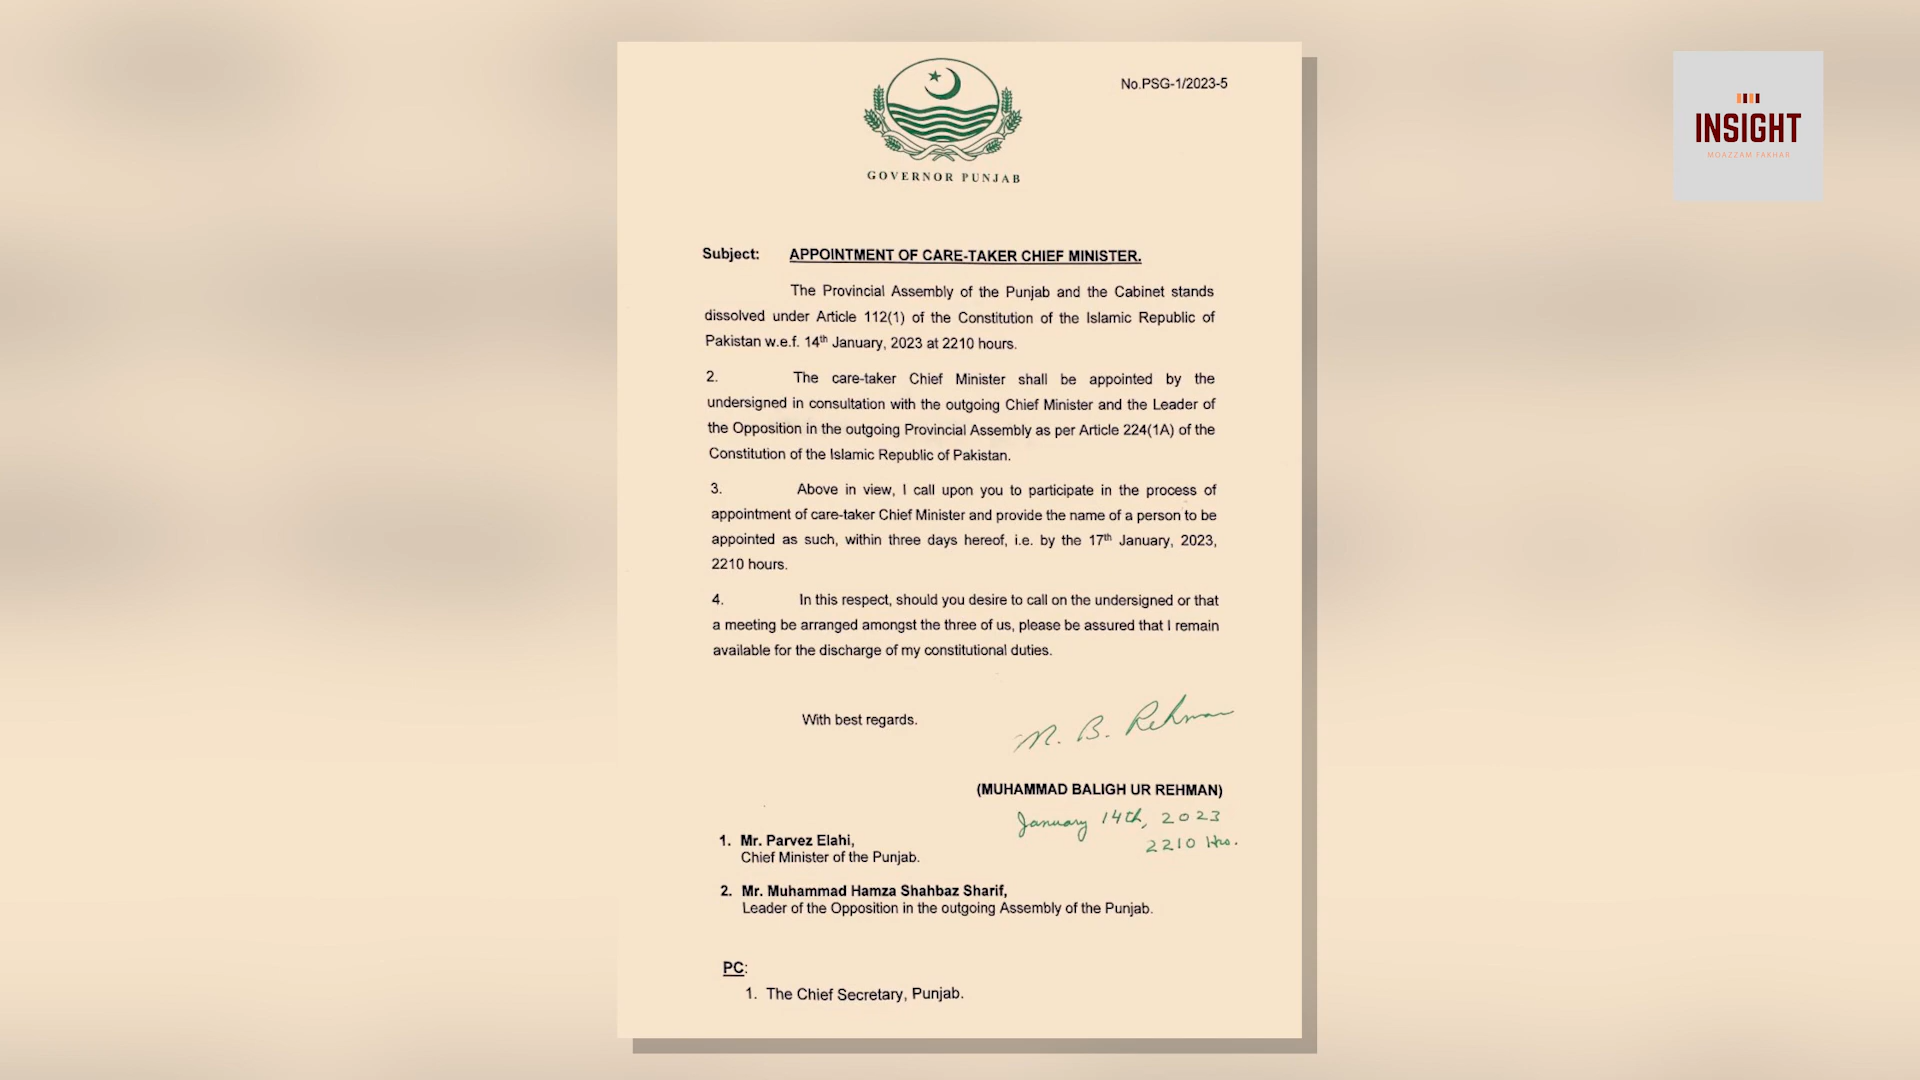 No.PSG-1/2023-5
INSIGHT
MOAZZAM FAKHAR
GOVERNOR PUNJAB
Subject: APPOINTMENT OF CARE-TAKER CHIEF MINISTER.
The Provincial Assembly of the Punjab and the Cabinet stands
dissolved under Article 112(1) of the Constitution of the Islamic Republic of
Pakistan w.e.f. 14th January, 2023 at 2210 hours.
2. The care-taker Chief Minister shall be appointed by the
undersigned in consultation with the outgoing Chief Minister and the Leader of
the Opposition in the outgoing Provincial Assembly as per Article 224(1A) of the
Constitution of the Islamic Republic of Pakistan.
3. Above in view, I call upon you to participate in the process of
appointment of care-taker Chief Minister and provide the name of a person to be
appointed as such, within three days hereof, i.e. by the 17th January, 2023,
2210 hours.
4. In this respect, should you desire to call on the undersigned or that
a meeting be arranged amongst the three of us, please be assured that I remain
available for the discharge of my constitutional duties.
With best regards.
M. B. Rehman
(MUHAMMAD BALIGH UR REHMAN)
January 14th, 2023
2210 Hrs.
1. Mr. Parvez Elahi,
Chief Minister of the Punjab.
2. Mr. Muhammad Hamza Shahbaz Sharif,
Leader of the Opposition in the outgoing Assembly of the Punjab.
PC:
1. The Chief Secretary, Punjab.